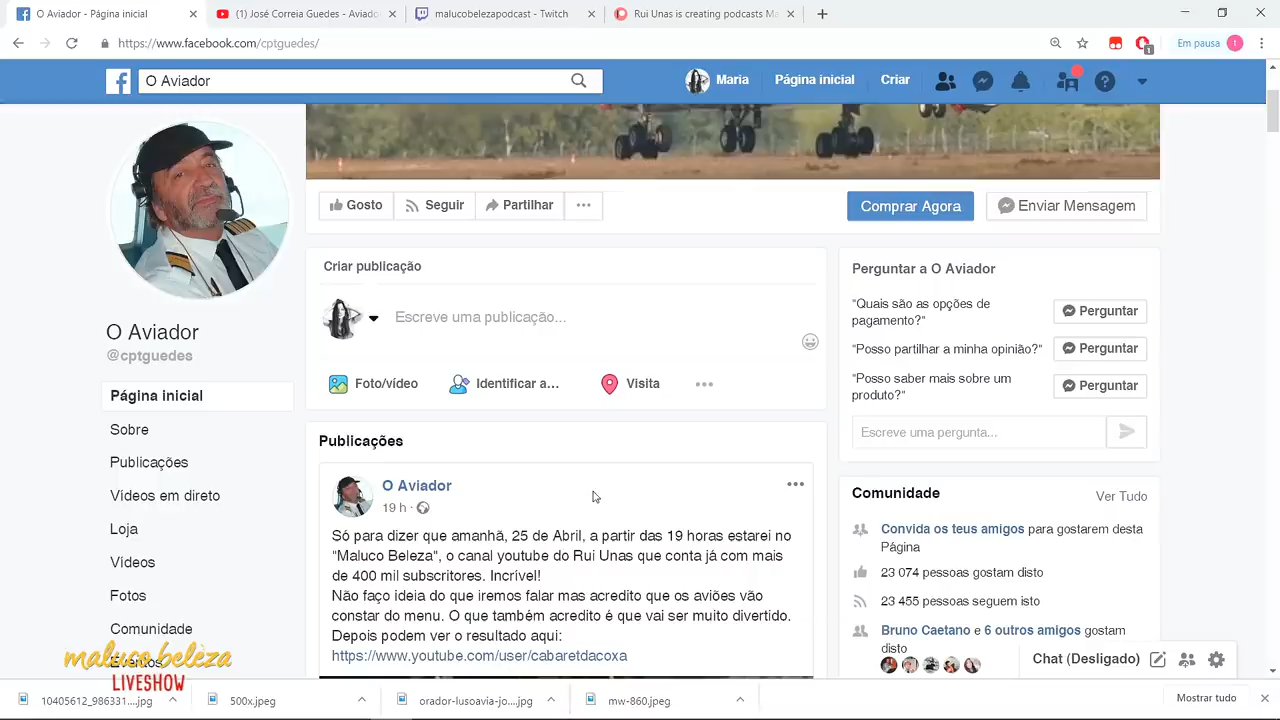 O Aviador - Página inicial
José Correia Guedes - Aviado
malucobelezapodcast - Twitch
Rui Unas is creating podcasts Ma
https://www.facebook.com/cptguedes/
1
Em pausa
O Aviador
Maria
Página inicial
Criar
Gosto
Seguir
Partilhar
Comprar Agora
Enviar Mensagem
O Aviador
@cptguedes
Página inicial
Sobre
Publicações
Vídeos em direto
Loja
Vídeos
Fotos
Comunidade
Eventos
Criar publicação
Escreve uma publicação...
Foto/vídeo
Identificar a...
Visita
Publicações
O Aviador
19 h
Só para dizer que amanhã, 25 de Abril, a partir das 19 horas estarei no
"Maluco Beleza", o canal youtube do Rui Unas que conta já com mais
de 400 mil subscritores. Incrível!
Não faço ideia do que iremos falar mas acredito que os aviões vão
constar do menu. O que também acredito é que vai ser muito divertido.
Depois podem ver o resultado aqui:
https://www.youtube.com/user/cabaretdacoxa
Perguntar a O Aviador
"Quais são as opções de
pagamento?"
Perguntar
"Posso partilhar a minha opinião?"
Perguntar
"Posso saber mais sobre um
produto?"
Perguntar
Escreve uma pergunta...
Comunidade
Ver Tudo
Convida os teus amigos para gostarem desta
Página
23 074 pessoas gostam disto
23 455 pessoas seguem isto
Bruno Caetano e 6 outros amigos gostam
disto
Chat (Desligado)
maluco beleza
LIVESHOW
10405612_986331....jpg
500x.jpeg
orador-lusoavia-jo....jpg
mw-860.jpeg
Mostrar tudo